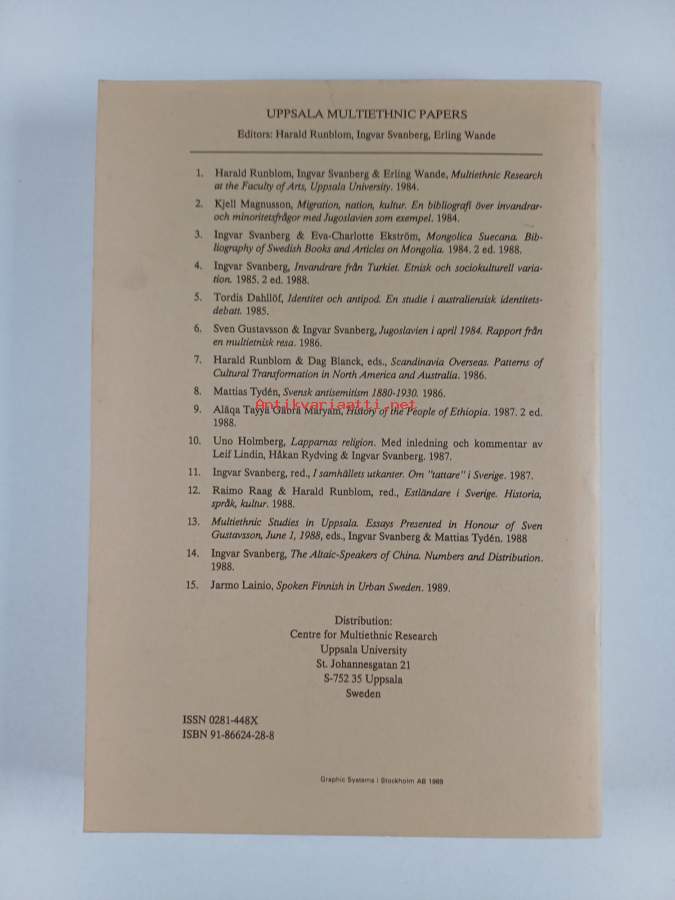 UPPSALA MULTIETHNIC PAPERS
Editors: Harald Runblom, Ingvar Svanberg, Erling Wande
1. Harald Runblom, Ingvar Svanberg & Erling Wande, Multiethnic Research
at the Faculty of Arts, Uppsala University. 1984.
2. Kjell Magnusson, Migration, nation, kultur. En bibliografi över invandrar-
och minoritetsfrågor med Jugoslavien som exempel. 1984.
3. Ingvar Svanberg & Eva-Charlotte Ekström, Mongolica Suecana. Bib-
liography of Swedish Books and Articles on Mongolia. 1984. 2 ed. 1988.
4. Ingvar Svanberg, Invandrare från Turkiet. Etnisk och sociokulturell varia-
tion. 1985. 2 ed. 1988.
5. Tordis Dahllöf, Identitet och antipod. En studie i australiensisk identitets-
debatt. 1985.
6. Sven Gustavsson & Ingvar Svanberg, Jugoslavien i april 1984. Rapport från
en multietnisk resa. 1986.
7. Harald Runblom & Dag Blanck, eds., Scandinavia Overseas. Patterns of
Cultural Transformation in North America and Australia. 1986.
8. Mattias Tydén, Svensk antisemitism 1880-1930. 1986.
Antikvariaatti.net
9. Aläqa Tayyä Gäbrä Maryam, History of the People of Ethiopia. 1987. 2 ed.
1988.
10. Uno Holmberg, Lapparnas religion. Med inledning och kommentar av
Leif Lindin, Håkan Rydving & Ingvar Svanberg. 1987.
11. Ingvar Svanberg, red., I samhällets utkanter. Om "tattare" i Sverige. 1987.
12. Raimo Raag & Harald Runblom, red., Estländare i Sverige. Historia,
språk, kultur. 1988.
13. Multiethnic Studies in Uppsala. Essays Presented in Honour of Sven
Gustavsson, June 1, 1988, eds., Ingvar Svanberg & Mattias Tydén. 1988
14. Ingvar Svanberg, The Altaic-Speakers of China. Numbers and Distribution.
1988.
15. Jarmo Lainio, Spoken Finnish in Urban Sweden. 1989.
Distribution:
Centre for Multiethnic Research
Uppsala University
St. Johannesgatan 21
S-752 35 Uppsala
Sweden
ISSN 0281-448X
ISBN 91-86624-28-8
Graphic Systems i Stockholm AB 1989